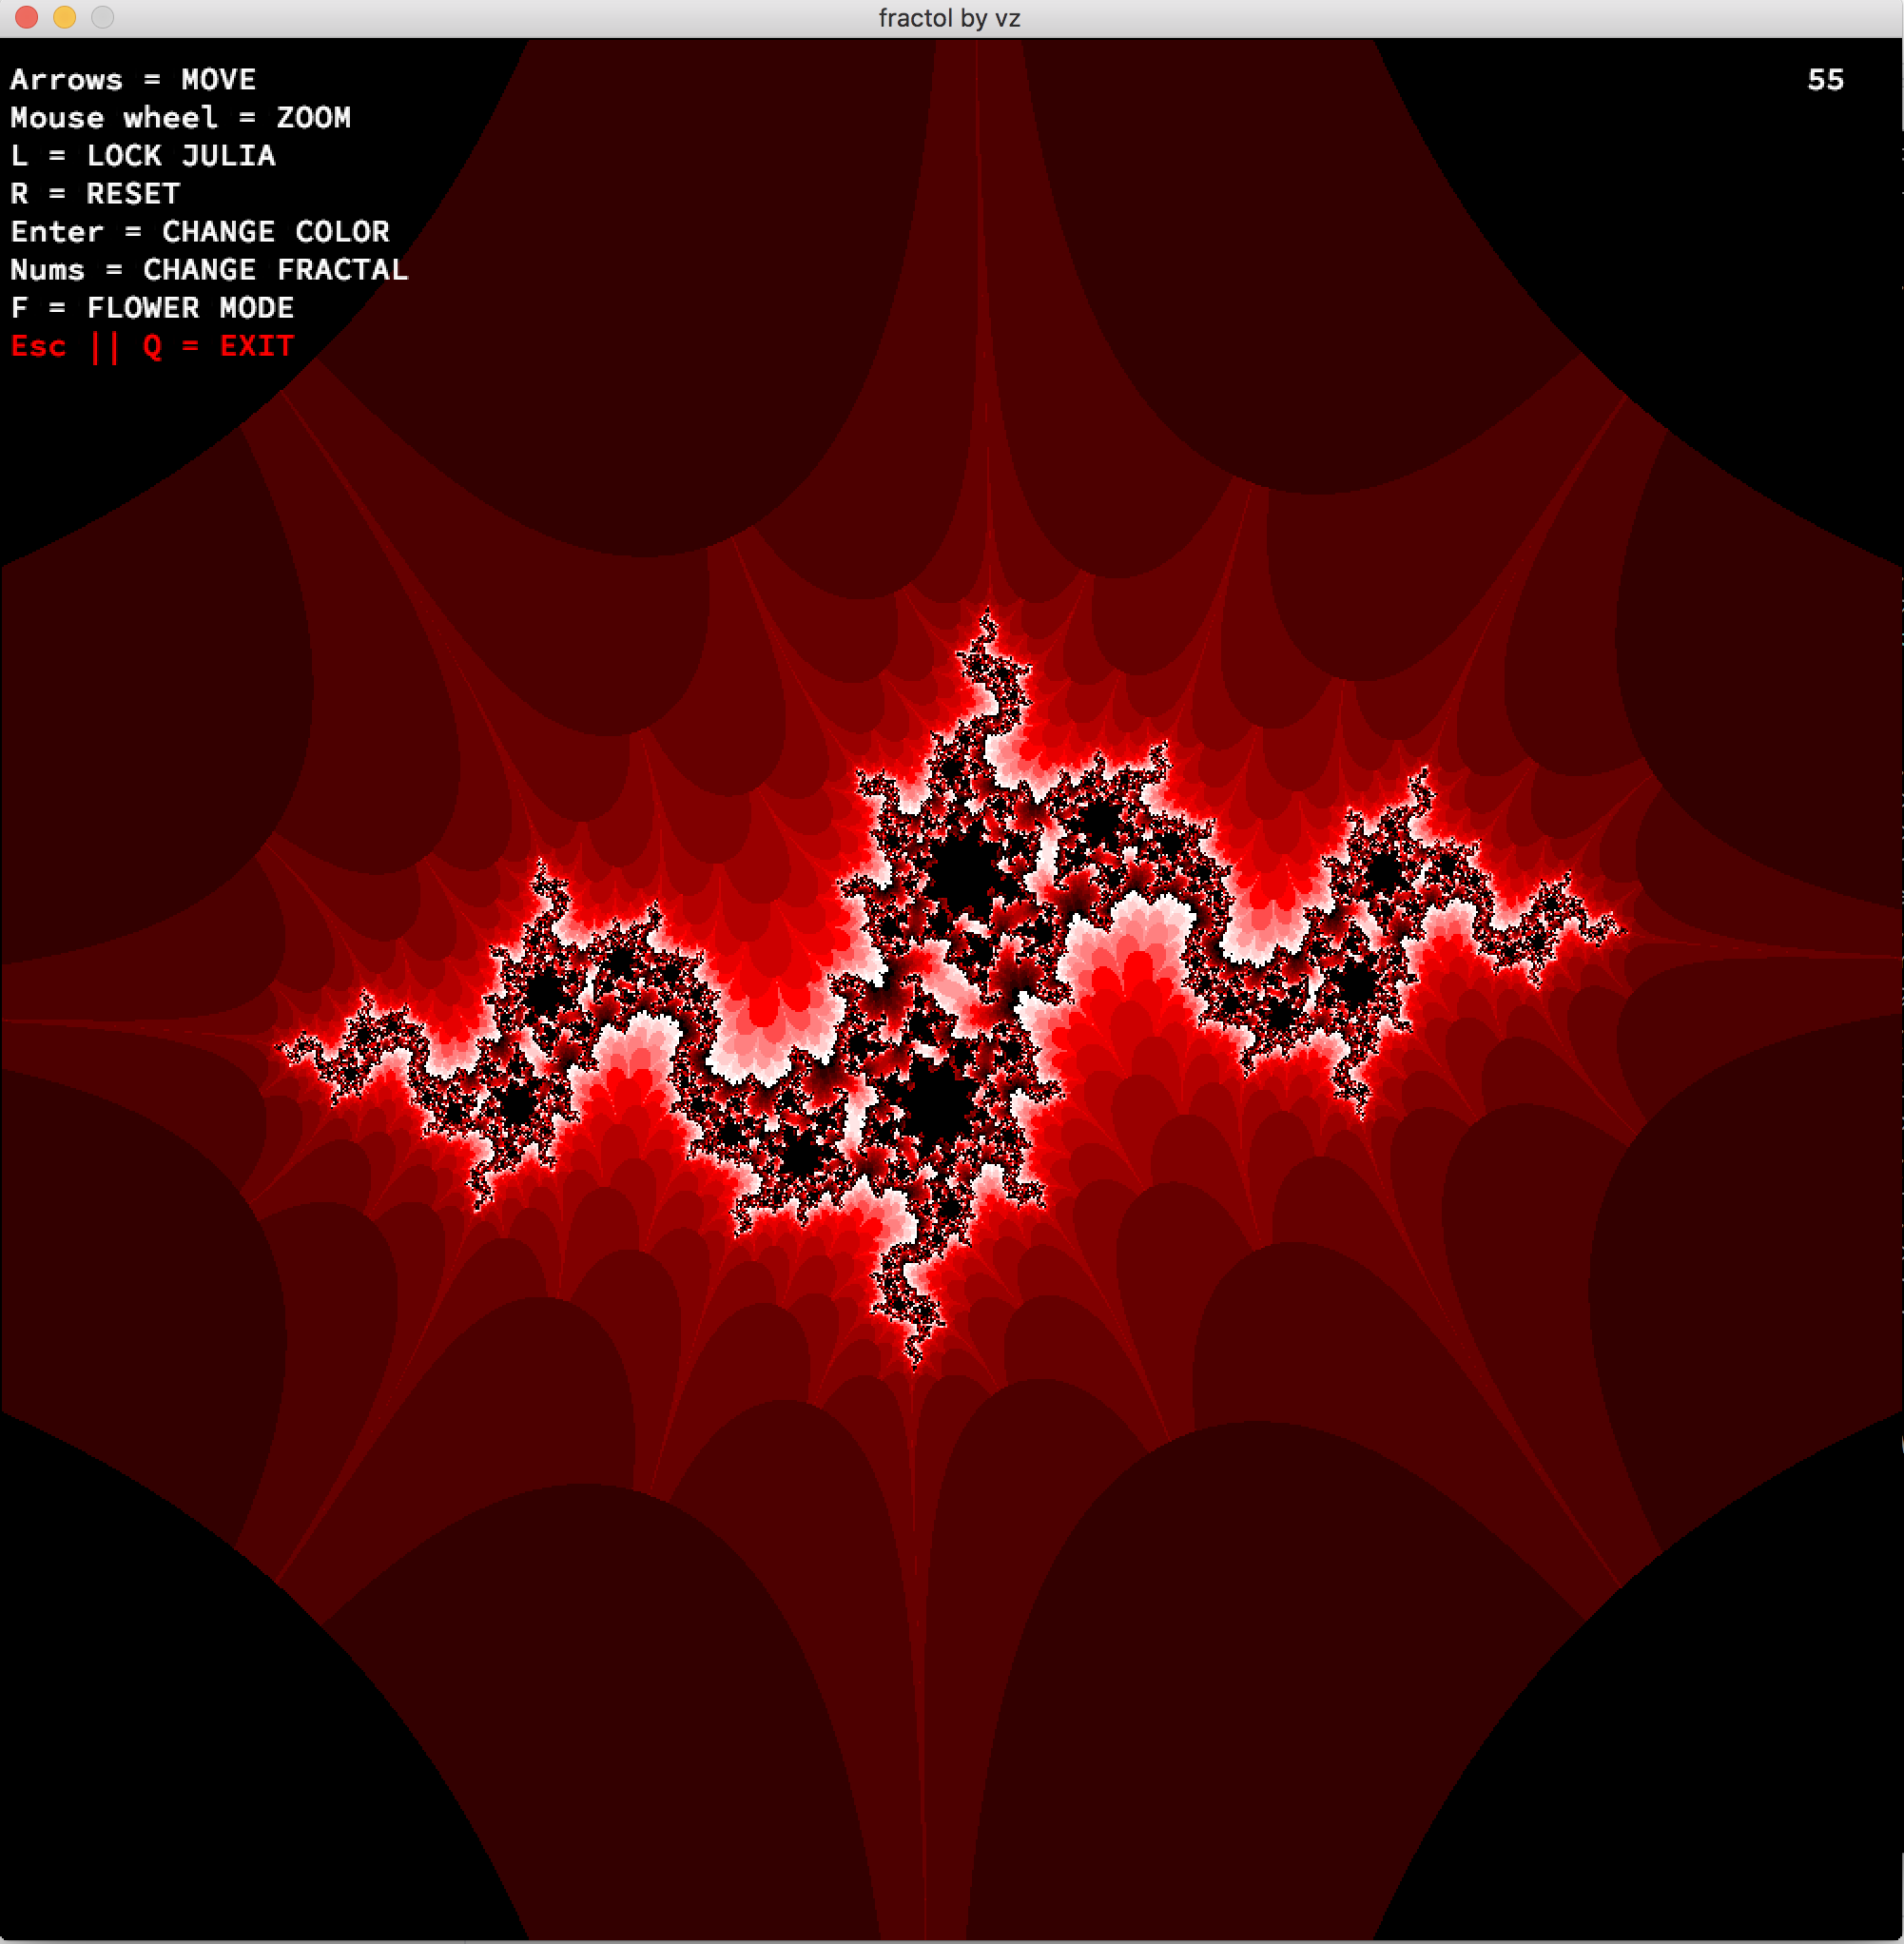 fractol by vz
Arrows = MOVE
55
Mouse wheel = ZOOM
L = LOCK JULIA
R = RESET
Enter = CHANGE COLOR
Nums = CHANGE FRACTAL
F = FLOWER MODE
Esc || Q = EXIT